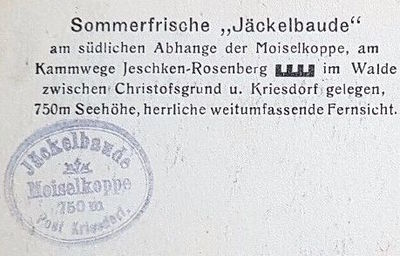 Sommerfrische „Jäckelbaude“
am südlichen Abhange der Moiselkoppe, am
Kammwege Jeschken-Rosenberg im Walde
zwischen Christofsgrund u. Kriesdorf gelegen,
750m Seehöhe, herrliche weitumfassende Fernsicht.
Jäckelbaude
Moiselkoppe
750 m
Post Kriesdorf.